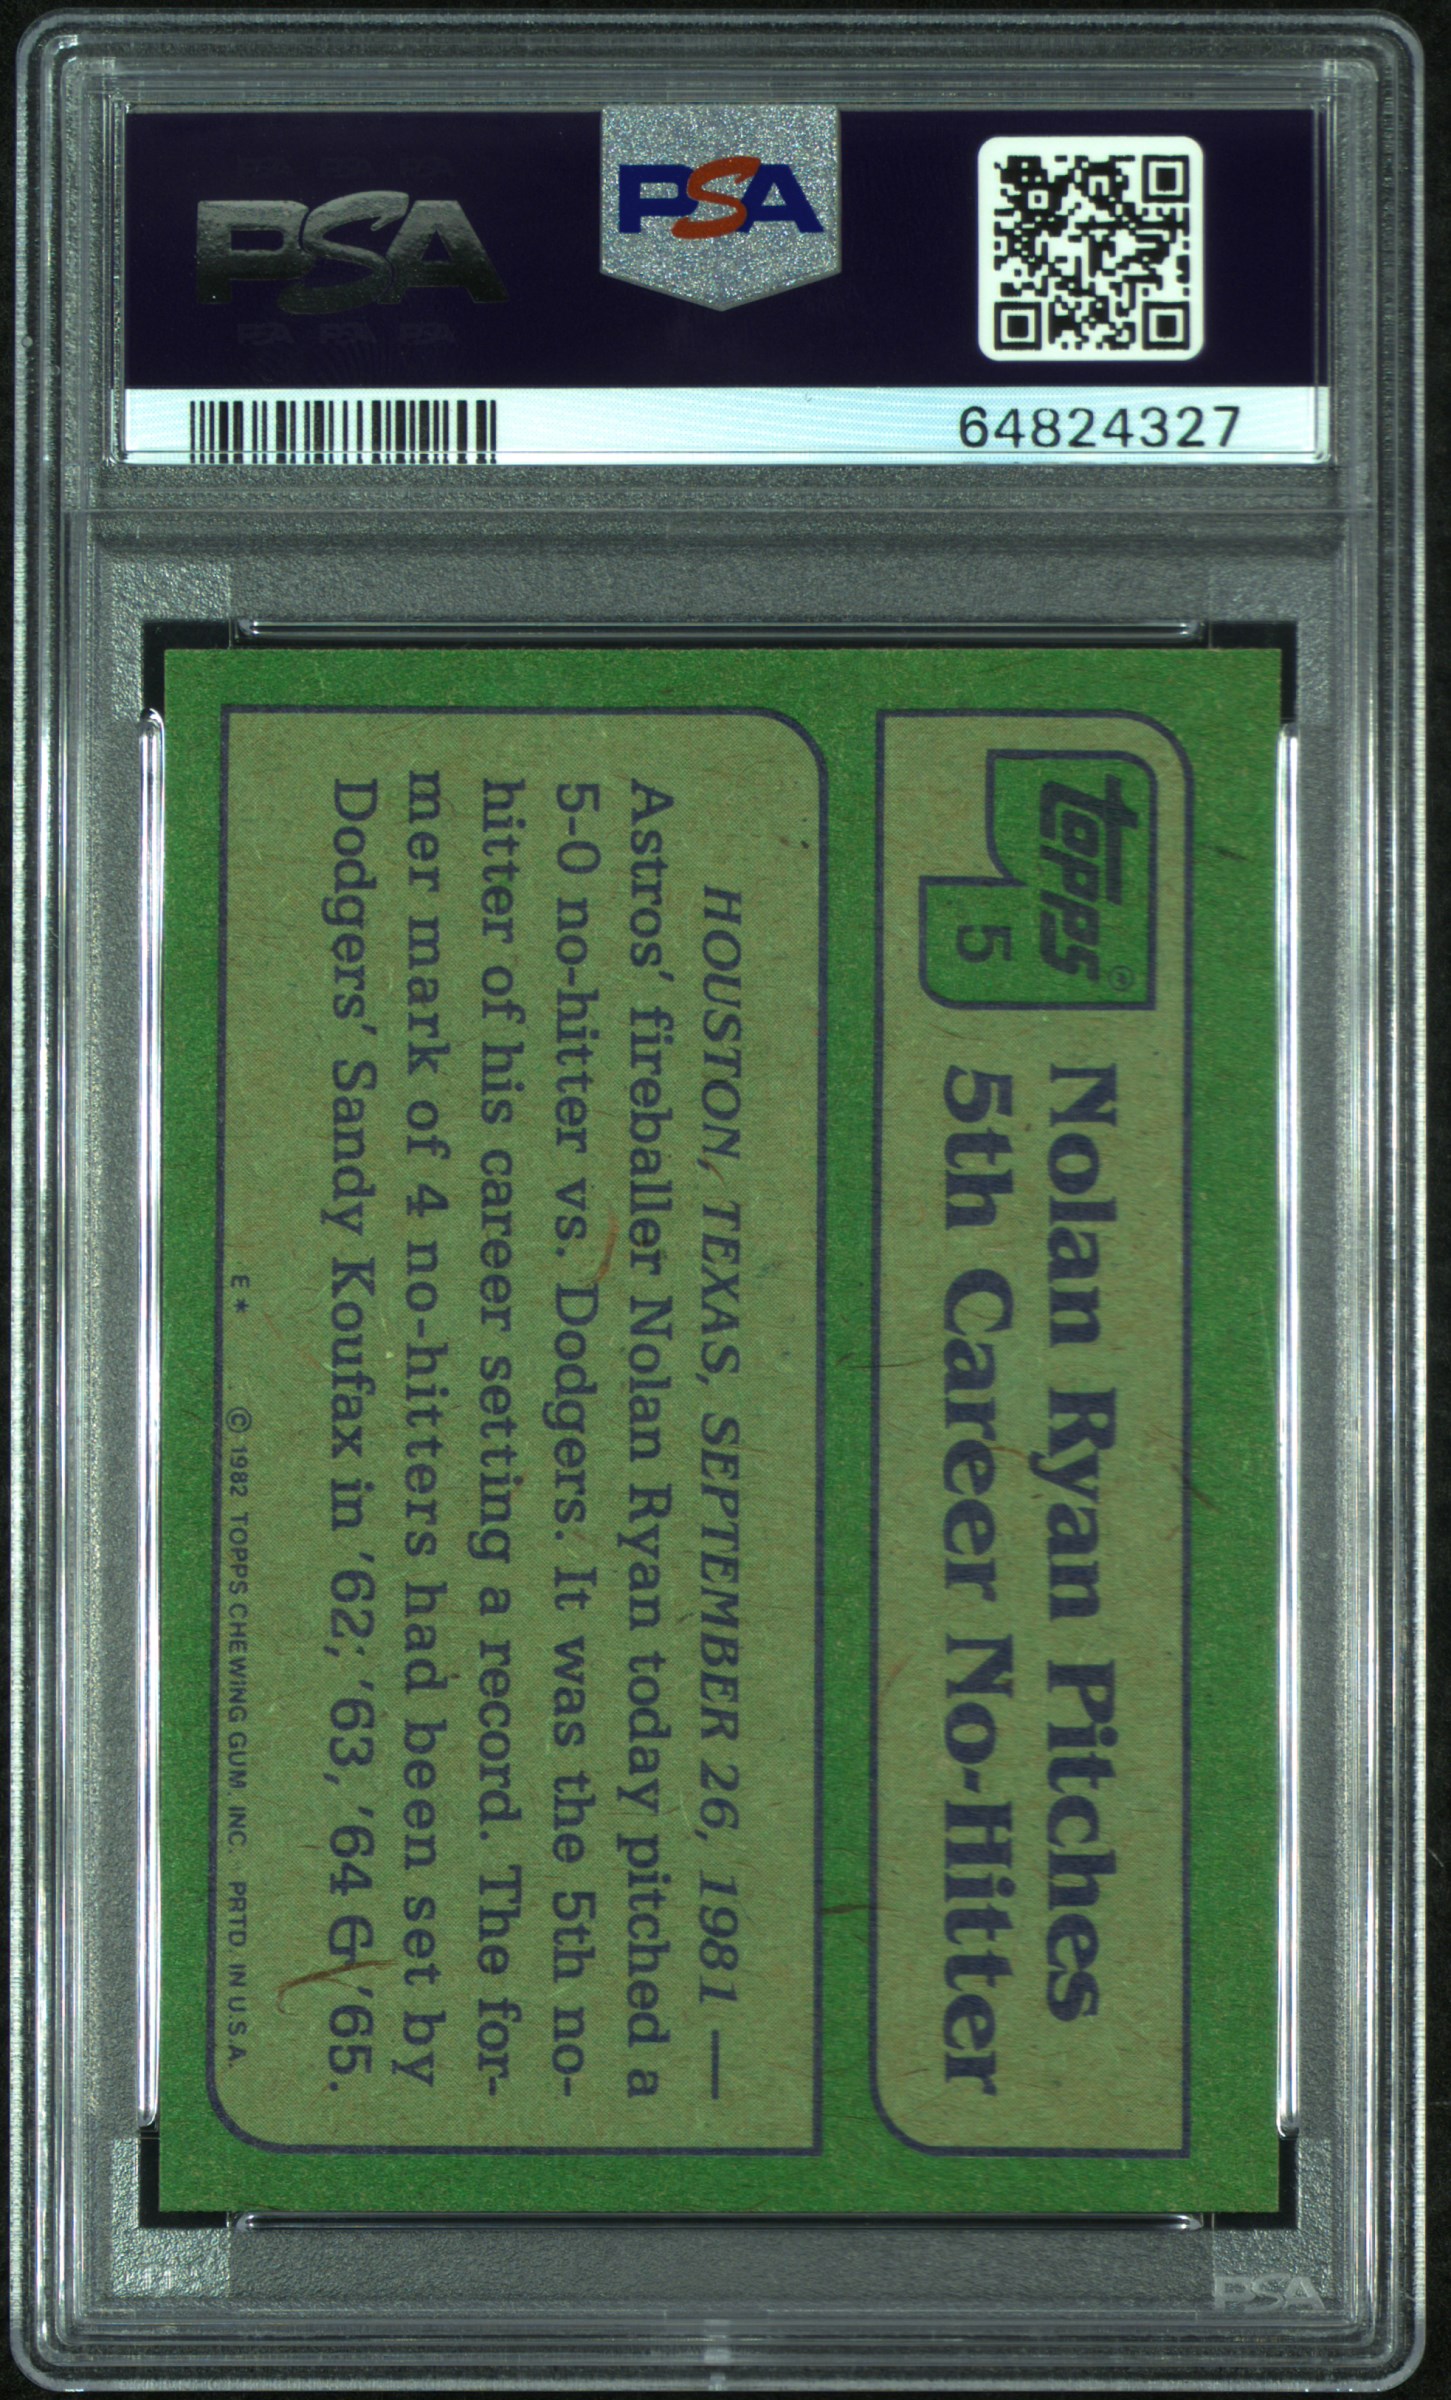 PSA
PSA
64824327
topps®
5
Nolan Ryan Pitches
5th Career No-Hitter
HOUSTON, TEXAS, SEPTEMBER 26, 1981 —
Astros' fireballer Nolan Ryan today pitched a
5-0 no-hitter vs. Dodgers. It was the 5th no-
hitter of his career setting a record. The for-
mer mark of 4 no-hitters had been set by
Dodgers' Sandy Koufax in '62; '63, '64 & '65.
E* © 1982 TOPPS CHEWING GUM, INC. PRTD. IN U.S.A.
PSA